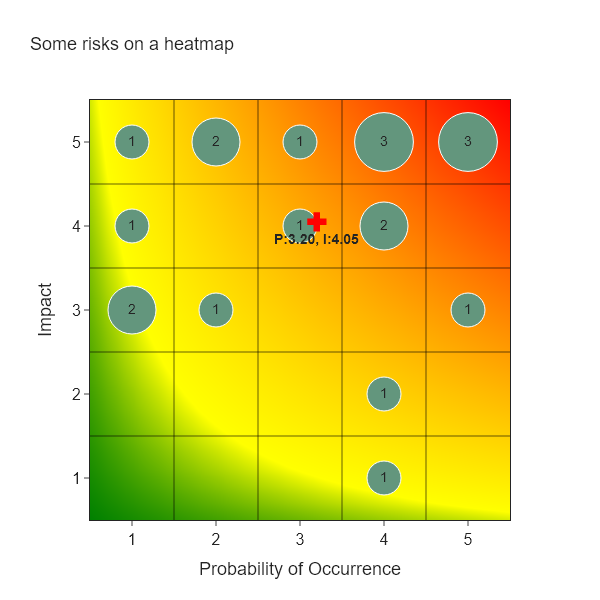 Some risks on a heatmap
5
1 2 1 3 3
4
1 1 2
P:3.20, I:4.05
Impact
3
2 1 1
2
1
1
1
1 2 3 4 5
Probability of Occurrence